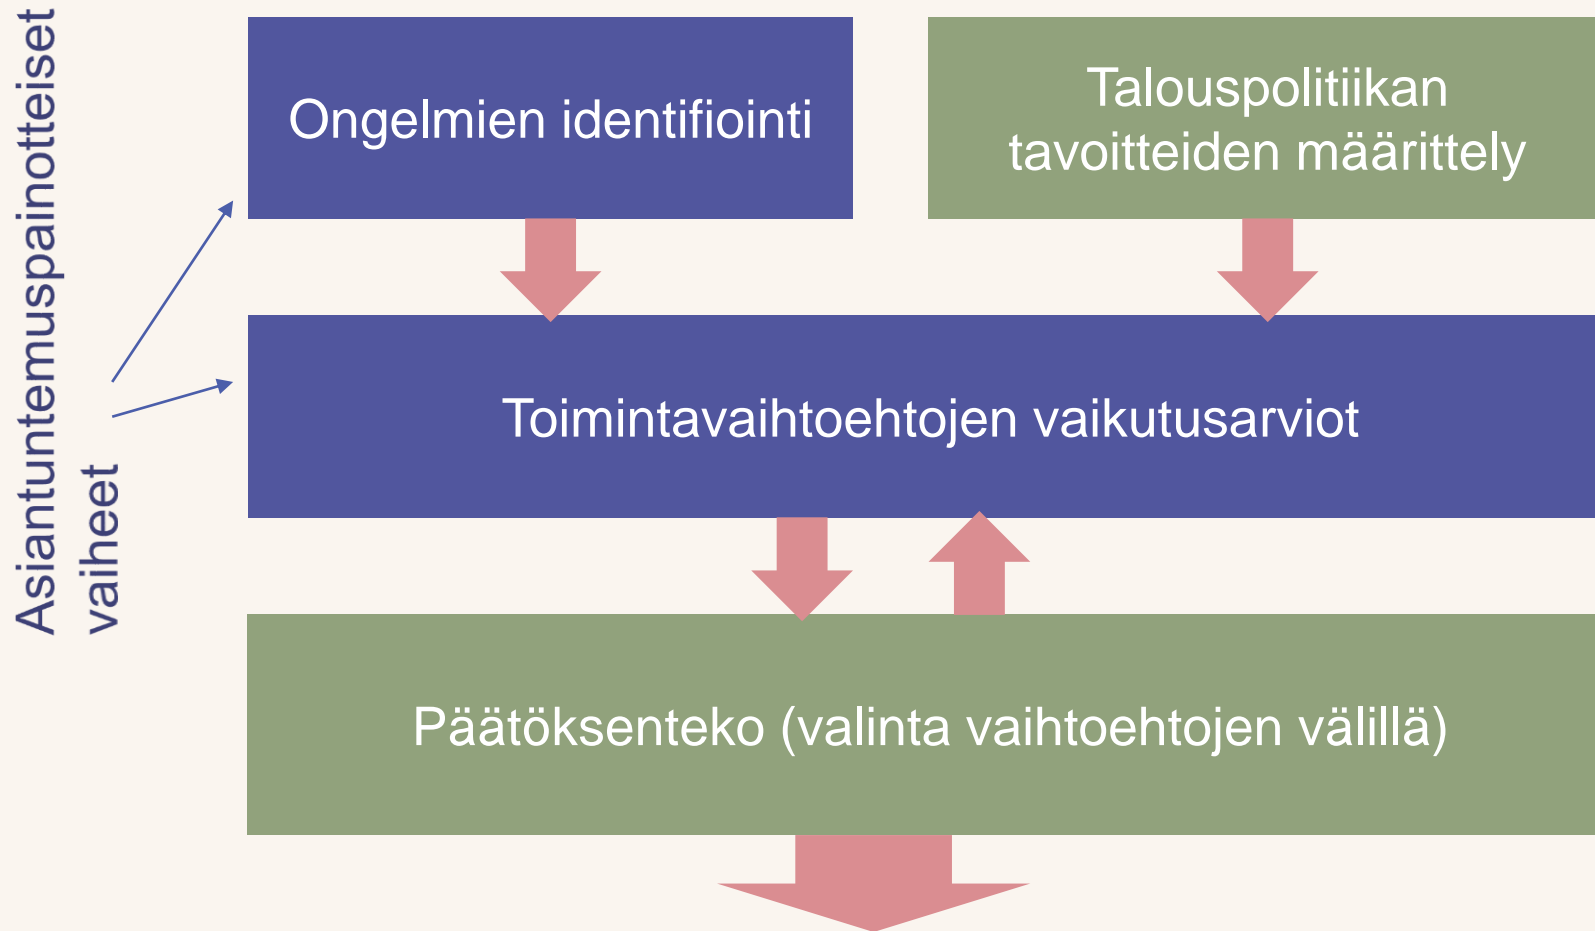 Asiantuntemuspainotteiset
vaiheet
Ongelmien identifiointi
Talouspolitiikan
tavoitteiden määrittely
Toimintavaihtoehtojen vaikutusarviot
Päätöksenteko (valinta vaihtoehtojen välillä)